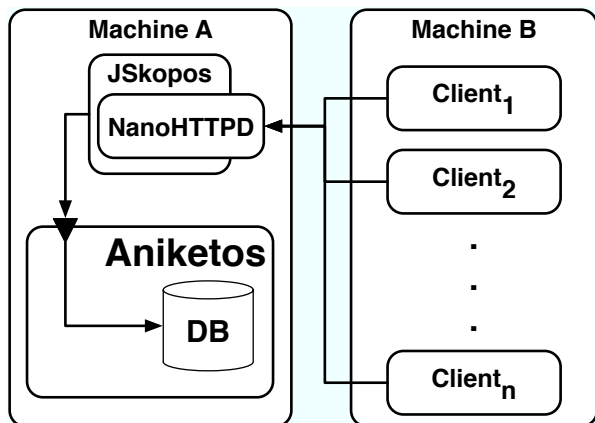 Machine A
JSkopos
NanoHTTPD
Aniketos
DB
Machine B
Client1
Client2
.
.
.
Clientn